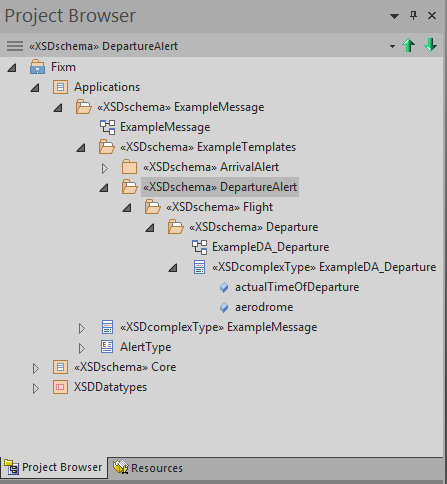 Project Browser
«XSDschema» DepartureAlert
Fixm
Applications
«XSDschema» ExampleMessage
ExampleMessage
«XSDschema» ExampleTemplates
«XSDschema» ArrivalAlert
«XSDschema» DepartureAlert
«XSDschema» Flight
«XSDschema» Departure
ExampleDA_Departure
«XSDcomplexType» ExampleDA_Departure
actualTimeOfDeparture
aerodrome
«XSDcomplexType» ExampleMessage
AlertType
«XSDschema» Core
XSDDatatypes
Project Browser Resources